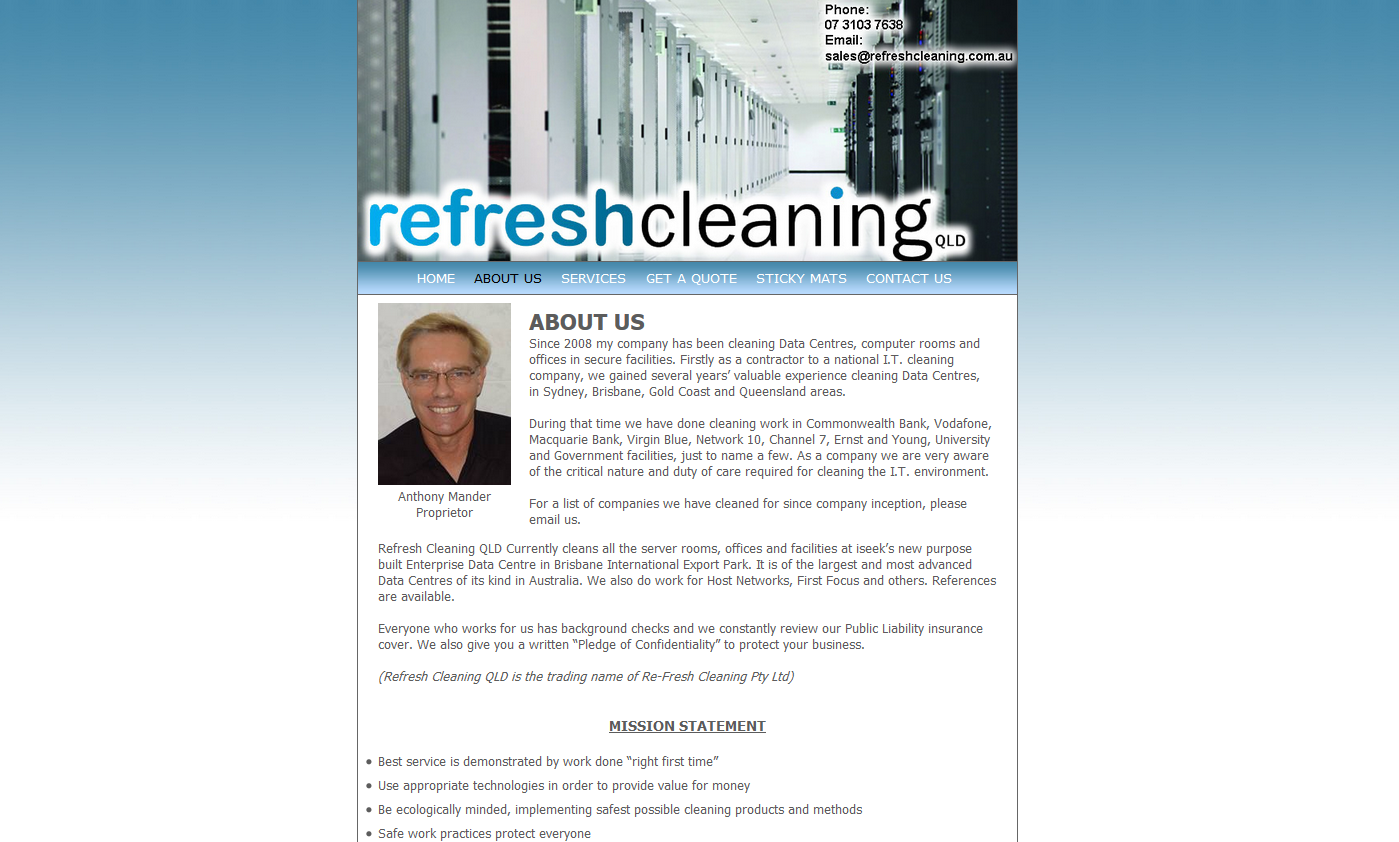 Phone:
07 3103 7638
Email:
sales@refreshcleaning.com.au
refreshcleaning QLD
HOME ABOUT US SERVICES GET A QUOTE STICKY MATS CONTACT US
ABOUT US
Since 2008 my company has been cleaning Data Centres, computer rooms and
offices in secure facilities. Firstly as a contractor to a national I.T. cleaning
company, we gained several years’ valuable experience cleaning Data Centres,
in Sydney, Brisbane, Gold Coast and Queensland areas.
During that time we have done cleaning work in Commonwealth Bank, Vodafone,
Macquarie Bank, Virgin Blue, Network 10, Channel 7, Ernst and Young, University
and Government facilities, just to name a few. As a company we are very aware
of the critical nature and duty of care required for cleaning the I.T. environment.
For a list of companies we have cleaned for since company inception, please
email us.
Anthony Mander
Proprietor
Refresh Cleaning QLD Currently cleans all the server rooms, offices and facilities at iseek’s new purpose
built Enterprise Data Centre in Brisbane International Export Park. It is of the largest and most advanced
Data Centres of its kind in Australia. We also do work for Host Networks, First Focus and others. References
are available.
Everyone who works for us has background checks and we constantly review our Public Liability insurance
cover. We also give you a written “Pledge of Confidentiality” to protect your business.
(Refresh Cleaning QLD is the trading name of Re-Fresh Cleaning Pty Ltd)
MISSION STATEMENT
• Best service is demonstrated by work done “right first time”
• Use appropriate technologies in order to provide value for money
• Be ecologically minded, implementing safest possible cleaning products and methods
• Safe work practices protect everyone